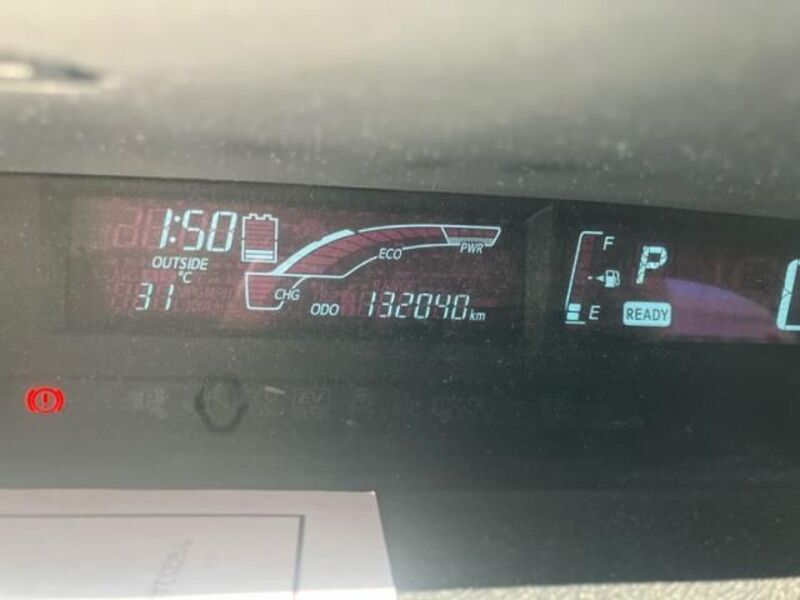 1:50
OUTSIDE
°C
31
ECO
PWR
CHG
ODO 132040 km
F
E
P
READY
EV